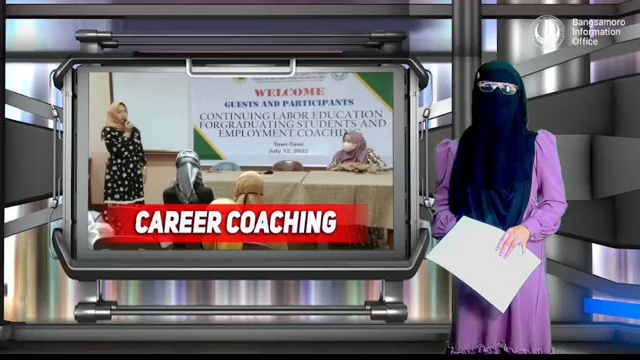 Bangsamoro
Information
Office
WELCOME
GUESTS AND PARTICIPANTS
CONTINUING LABOR EDUCATION
FORGRADUATING STUDENTS AND
EMPLOYMENT COACHING
Tawi-Tawi
July 12, 2022
CAREER COACHING